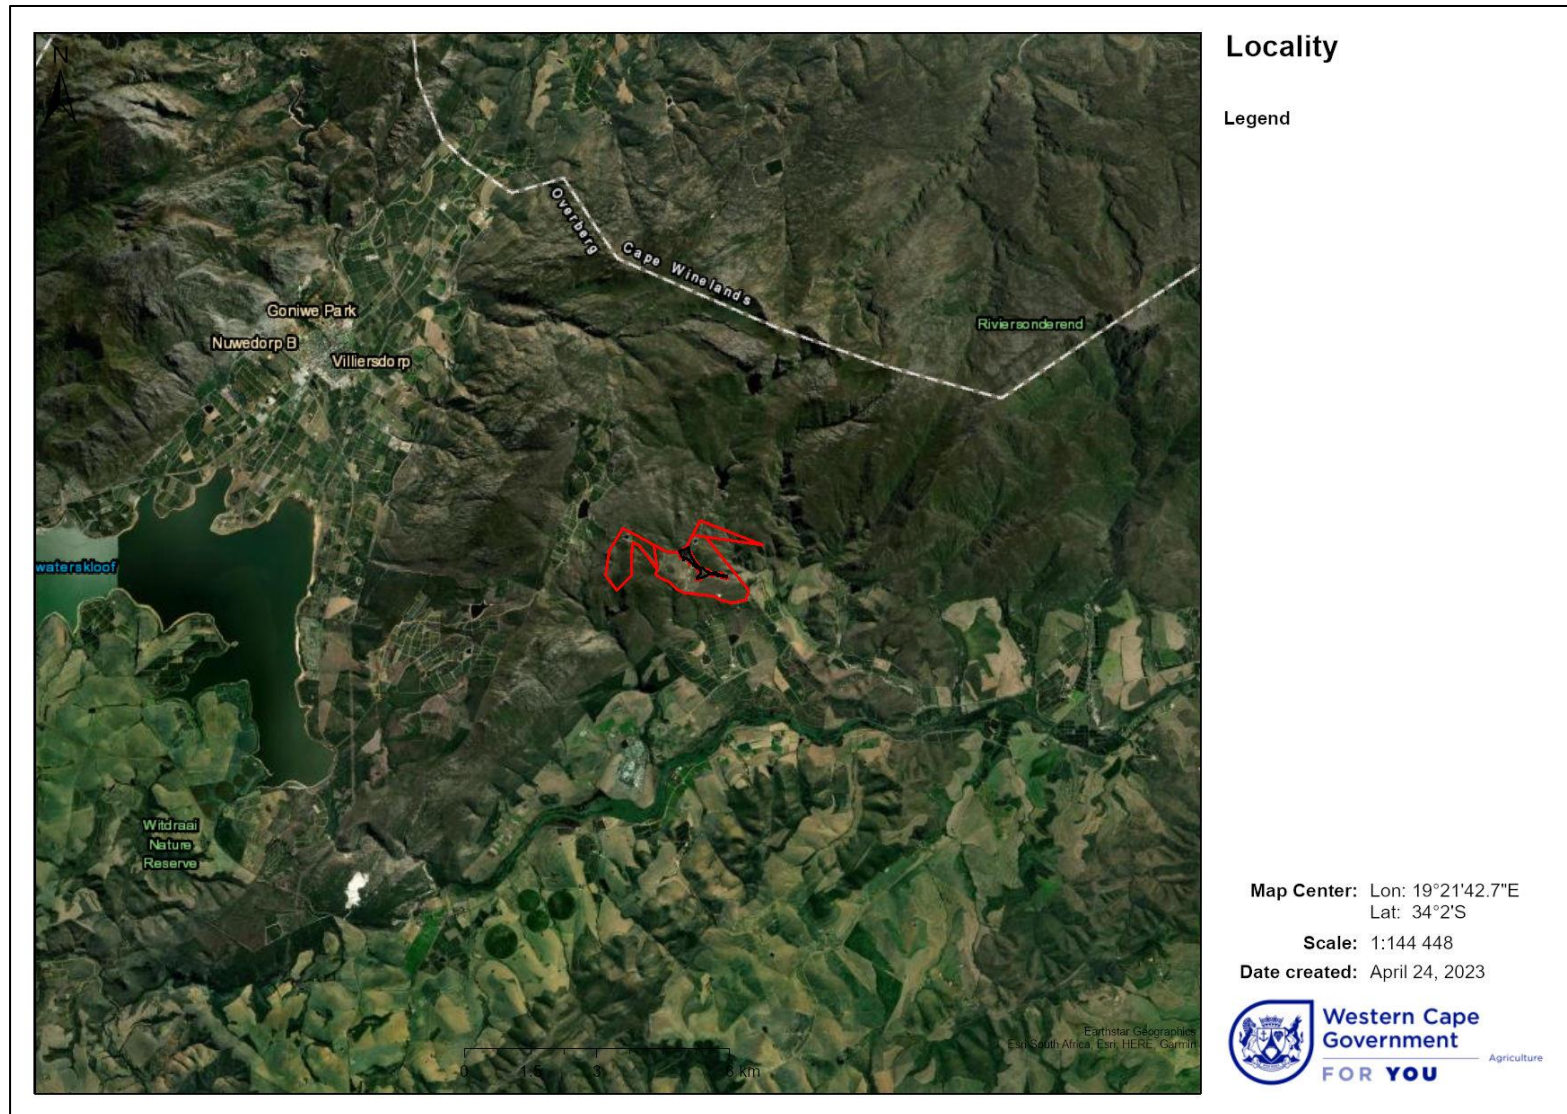 Locality
Legend
N
Overberg
Cape Winelands
Riviersonderend
Goniwe Park
Nuwedorp B
Villiersdorp
waterskloof
Witdraai
Nature
Reserve
Earthstar Geographics
Esri South Africa, Esri, HERE, Garmin
0 1.5 3 6 km
Map Center: Lon: 19°21'42.7"E
Lat: 34°2'S
Scale: 1:144 448
Date created: April 24, 2023
Western Cape
Government
Agriculture
FOR YOU